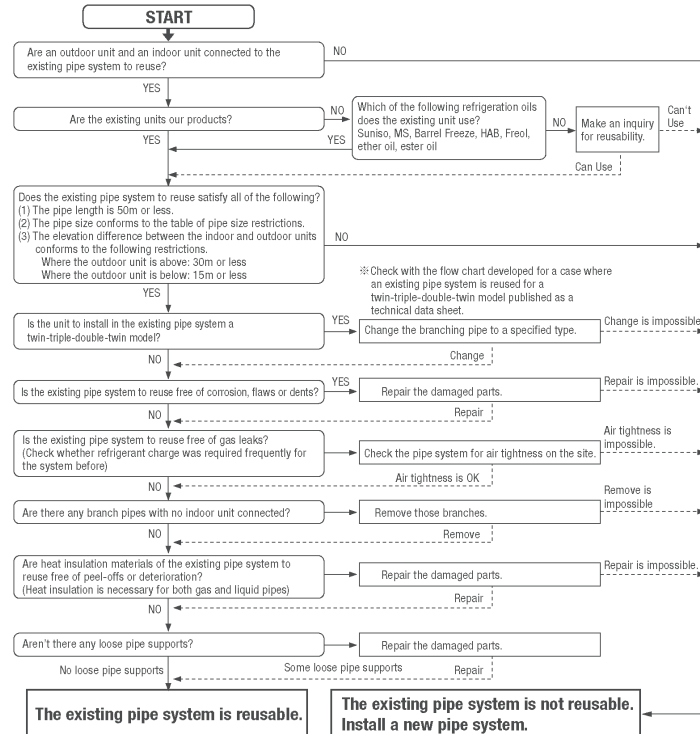 START
Are an outdoor unit and an indoor unit connected to the
existing pipe system to reuse?
NO
YES
Are the existing units our products?
NO
Which of the following refrigeration oils
does the existing unit use?
Suniso, MS, Barrel Freeze, HAB, Freol,
ether oil, ester oil
NO
Make an inquiry
for reusability.
Can't
Use
YES
YES
Can Use
Does the existing pipe system to reuse satisfy all of the following?
(1) The pipe length is 50m or less.
(2) The pipe size conforms to the table of pipe size restrictions.
(3) The elevation difference between the indoor and outdoor units
conforms to the following restrictions.
Where the outdoor unit is above: 30m or less
Where the outdoor unit is below: 15m or less
NO
YES
※Check with the flow chart developed for a case where
an existing pipe system is reused for a
twin-triple-double-twin model published as a
technical data sheet.
Is the unit to install in the existing pipe system a
twin-triple-double-twin model?
YES
Change the branching pipe to a specified type.
Change is impossible
NO
Change
Is the existing pipe system to reuse free of corrosion, flaws or dents?
YES
Repair the damaged parts.
Repair is impossible.
NO
Repair
Is the existing pipe system to reuse free of gas leaks?
(Check whether refrigerant charge was required frequently for
the system before)
Check the pipe system for air tightness on the site.
Air tightness is
impossible.
NO
Air tightness is OK
Are there any branch pipes with no indoor unit connected?
Remove those branches.
Remove is
impossible
NO
Remove
Are heat insulation materials of the existing pipe system to
reuse free of peel-offs or deterioration?
(Heat insulation is necessary for both gas and liquid pipes)
Repair the damaged parts.
Repair is impossible.
NO
Repair
Aren't there any loose pipe supports?
Repair the damaged parts.
No loose pipe supports
Some loose pipe supports
Repair
The existing pipe system is reusable.
The existing pipe system is not reusable.
Install a new pipe system.